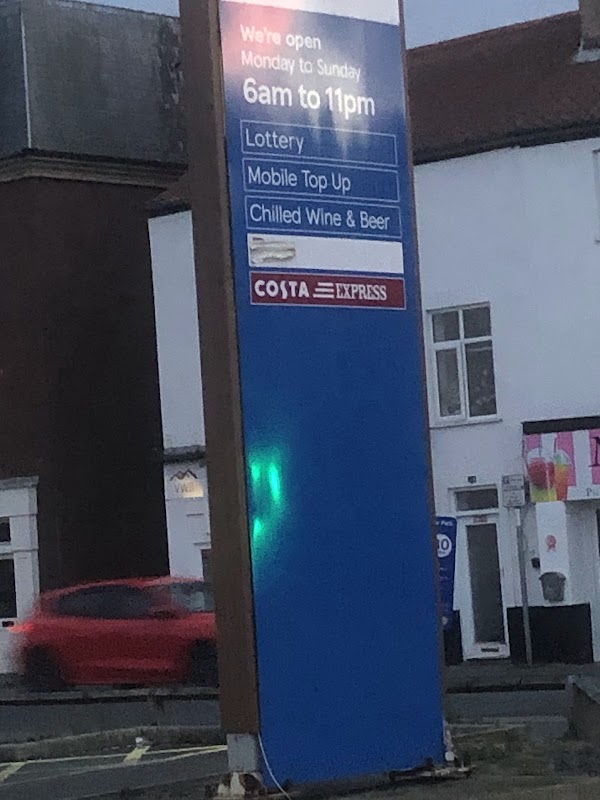 We're open
Monday to Sunday
6am to 11pm
Lottery
Mobile Top Up
Chilled Wine & Beer
COSTA EXPRESS